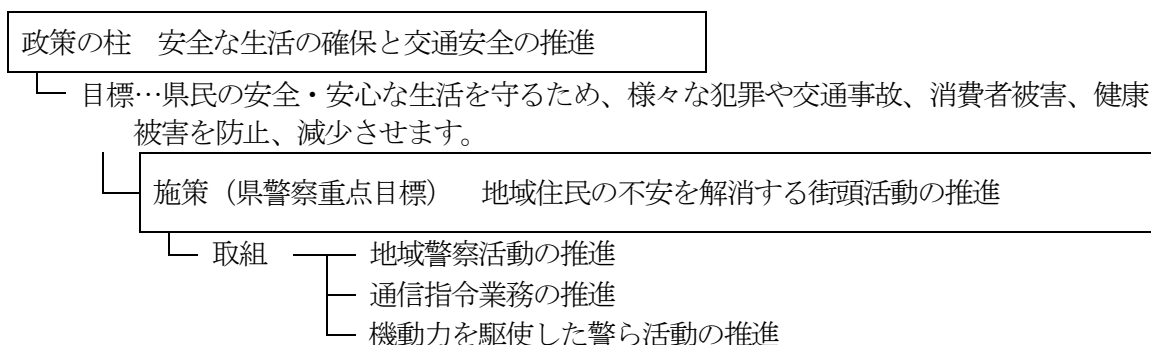 政策の柱　安全な生活の確保と交通安全の推進
目標…県民の安全・安心な生活を守るため、様々な犯罪や交通事故、消費者被害、健康
被害を防止、減少させます。
施策（県警察重点目標）　地域住民の不安を解消する街頭活動の推進
取組　地域警察活動の推進
通信指令業務の推進
機動力を駆使した警ら活動の推進